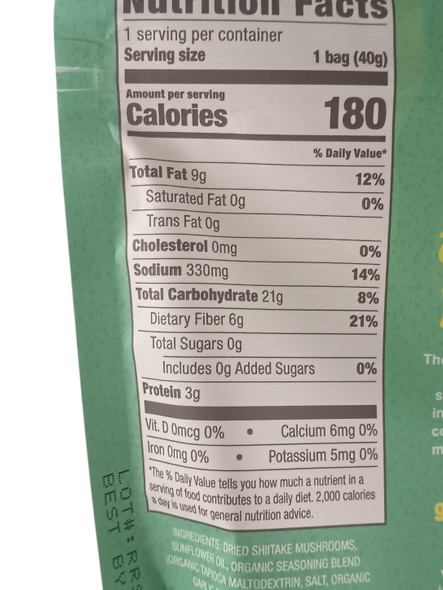 Nutrition Facts
1 serving per container
Serving size 1 bag (40g)
Amount per serving
Calories 180
% Daily Value*
Total Fat 9g 12%
Saturated Fat 0g 0%
Trans Fat 0g
Cholesterol 0mg 0%
Sodium 330mg 14%
Total Carbohydrate 21g 8%
Dietary Fiber 6g 21%
Total Sugars 0g
Includes 0g Added Sugars 0%
Protein 3g
Vit. D 0mcg 0% • Calcium 6mg 0%
Iron 0mg 0% • Potassium 5mg 0%
*The % Daily Value tells you how much a nutrient in a
serving of food contributes to a daily diet. 2,000 calories
a day is used for general nutrition advice.
INGREDIENTS: DRIED SHIITAKE MUSHROOMS,
SUNFLOWER OIL, ORGANIC SEASONING BLEND
(ORGANIC TAPIOCA MALTODEXTRIN, SALT, ORGANIC
LOT#: RR
BEST BY